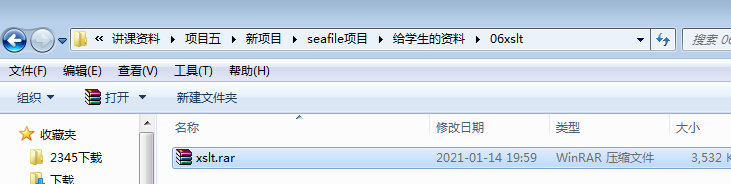 « 讲课资料 ▸ 项目五 ▸ 新项目 ▸ seafile项目 ▸ 给学生的资料 ▸ 06xslt 搜索 06
文件(F) 编辑(E) 查看(V) 工具(T) 帮助(H)
组织 打开 新建文件夹
收藏夹 名称 修改日期 类型 大小
2345下载 xslt.rar 2021-01-14 19:59 WinRAR 压缩文件 3,532 K
下载